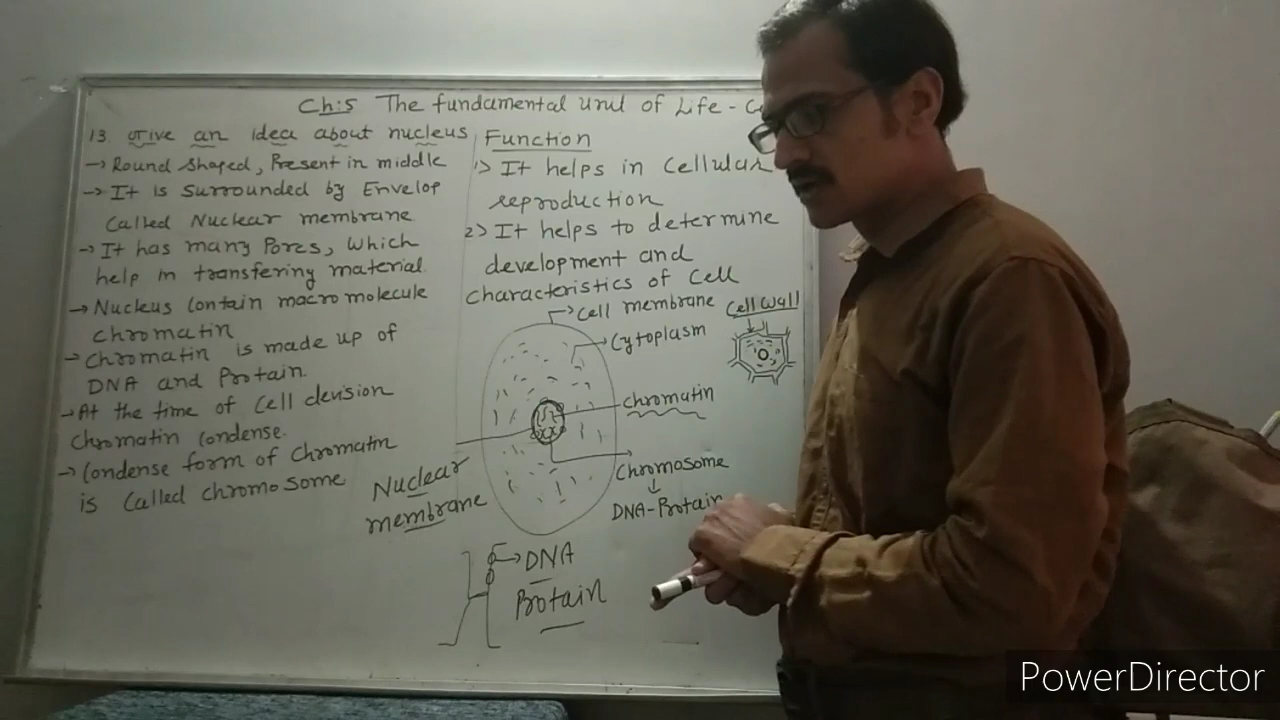 Ch:5 The fundamental unit of Life -
13 Give an idea about nucleus
→ Round shaped, Present in middle
→ It is surrounded by Envelop
Called Nuclear membrane
→ It has many Pores, which
help in transfering material.
→ Nucleus Contain macromolecule
chromatin
→ Chromatin is made up of
DNA and Protain.
→ At the time of Cell devision
Chromatin Condense.
→ Condense form of Chromatin
is Called chromosome
Function
1> It helps in Cellular
reproduction
2> It helps to determine
development and
Characteristics of Cell
Cell membrane
Cell Wall
Cytoplasm
chromatin
Chromosome
DNA-Protain
Nuclear
membrane
DNA
Protain
PowerDirector